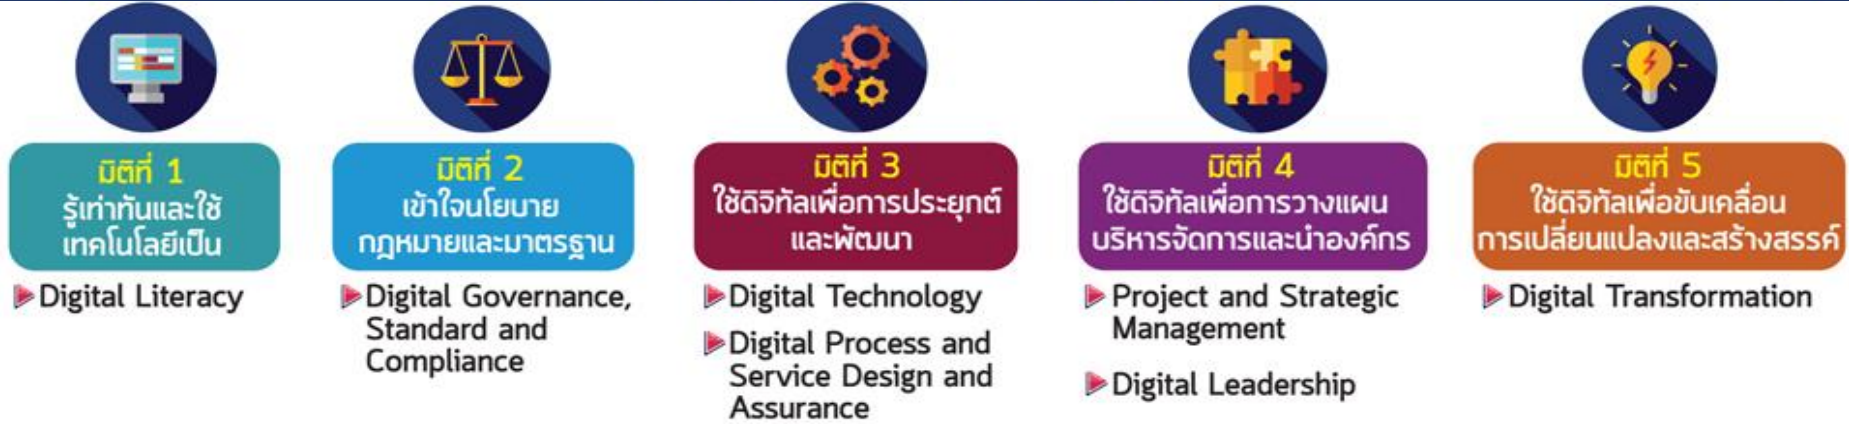 มิติที่ 1
รู้เท่าทันและใช้
เทคโนโลยีเป็น
Digital Literacy
มิติที่ 2
เข้าใจนโยบาย
กฎหมายและมาตรฐาน
Digital Governance,
Standard and
Compliance
มิติที่ 3
ใช้ดิจิทัลเพื่อการประยุกต์
และพัฒนา
Digital Technology
Digital Process and
Service Design and
Assurance
มิติที่ 4
ใช้ดิจิทัลเพื่อการวางแผน
บริหารจัดการและนำองค์กร
Project and Strategic
Management
Digital Leadership
มิติที่ 5
ใช้ดิจิทัลเพื่อขับเคลื่อน
การเปลี่ยนแปลงและสร้างสรรค์
Digital Transformation